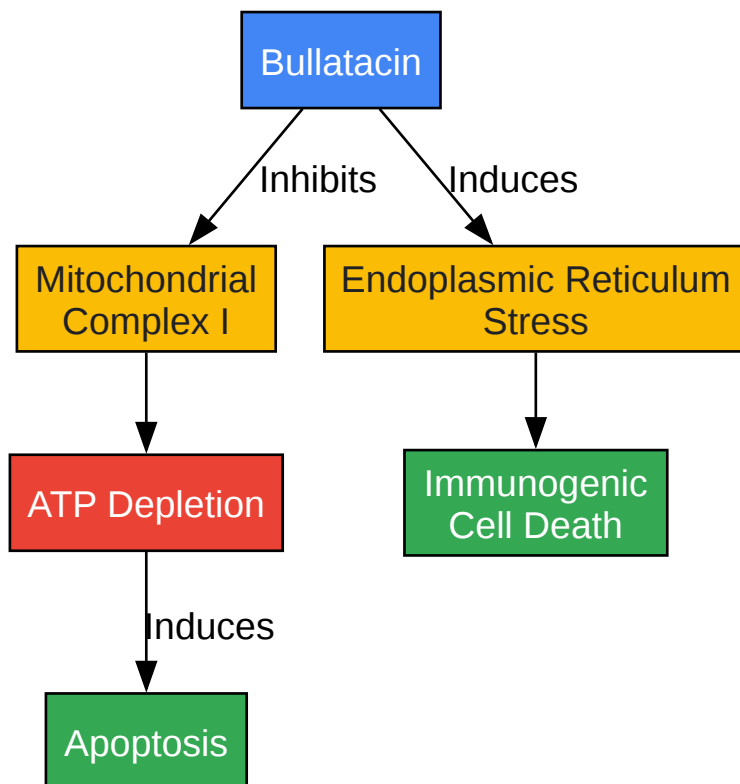 Bullatacin
Inhibits
Induces
Mitochondrial
Complex I
Endoplasmic Reticulum
Stress
ATP Depletion
Immunogenic
Cell Death
Induces
Apoptosis